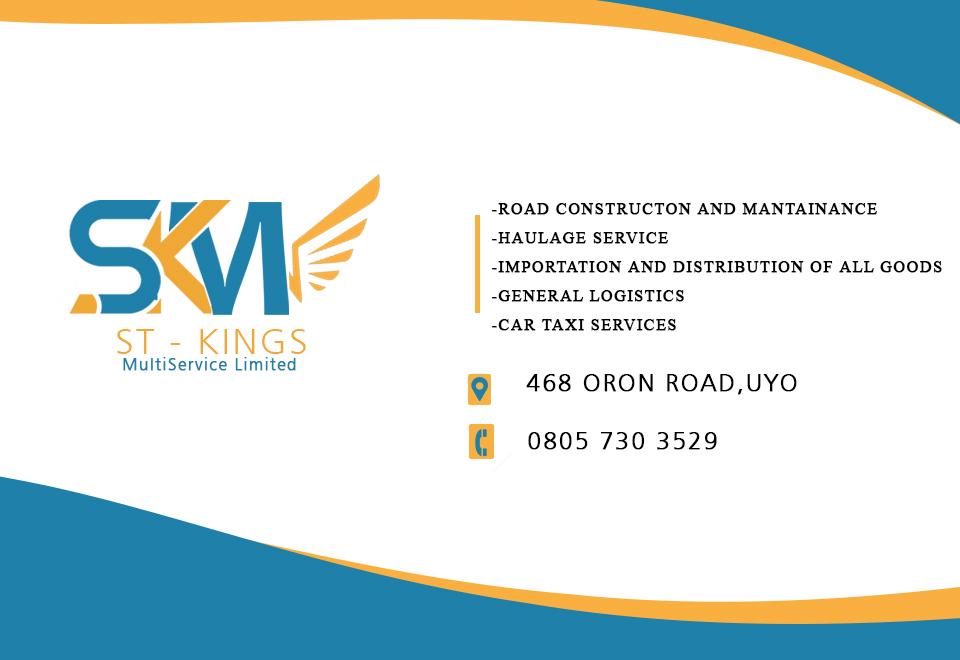 SKM
ST - KINGS
MultiService Limited
-ROAD CONSTRUCTON AND MANTAINANCE
-HAULAGE SERVICE
-IMPORTATION AND DISTRIBUTION OF ALL GOODS
-GENERAL LOGISTICS
-CAR TAXI SERVICES
468 ORON ROAD,UYO
0805 730 3529